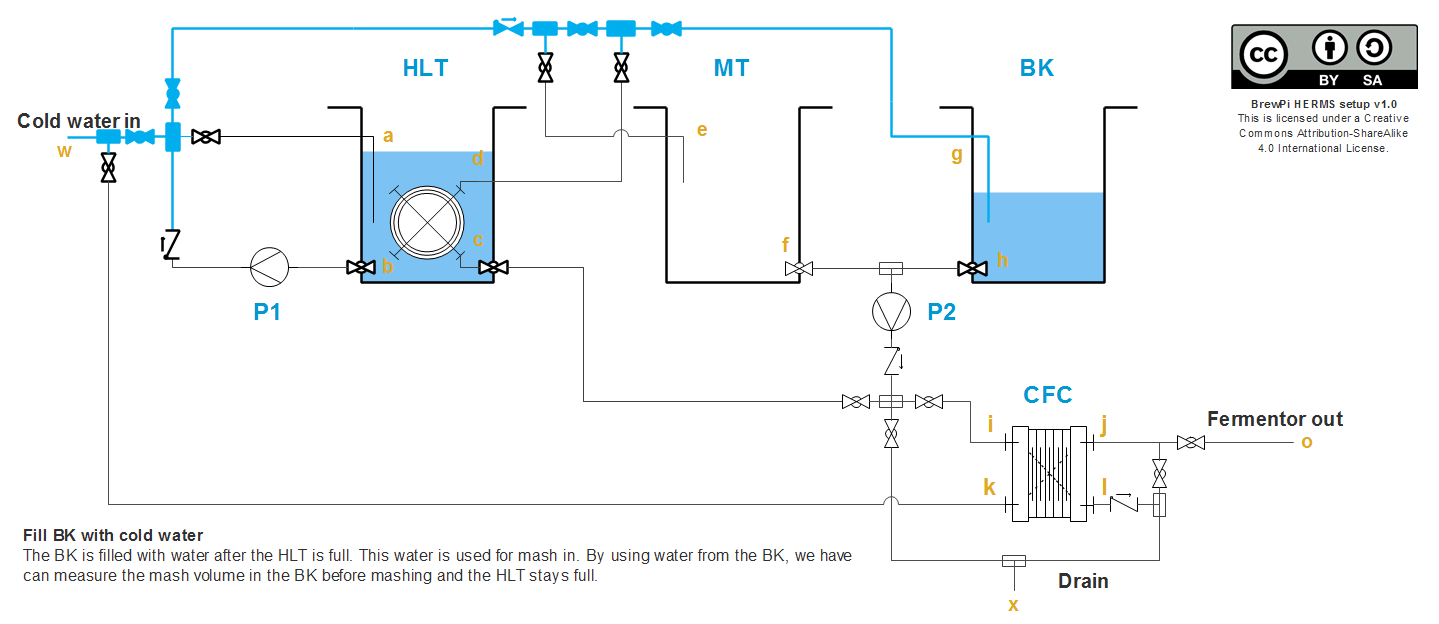 HLT
MT
BK
cc
BY SA
BrewPi HERMS setup v1.0
This is licensed under a Creative
Commons Attribution-ShareAlike
4.0 International License.
Cold water in
w
a
d
e
g
c
b
f
h
P1
P2
CFC
i
j
Fermentor out
o
k
l
Fill BK with cold water
The BK is filled with water after the HLT is full. This water is used for mash in. By using water from the BK, we have
can measure the mash volume in the BK before mashing and the HLT stays full.
Drain
x